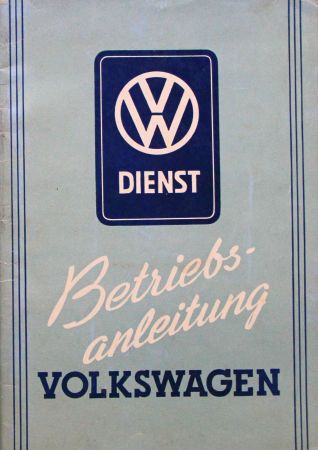 VW
DIENST
Betriebs-
anleitung
VOLKSWAGEN